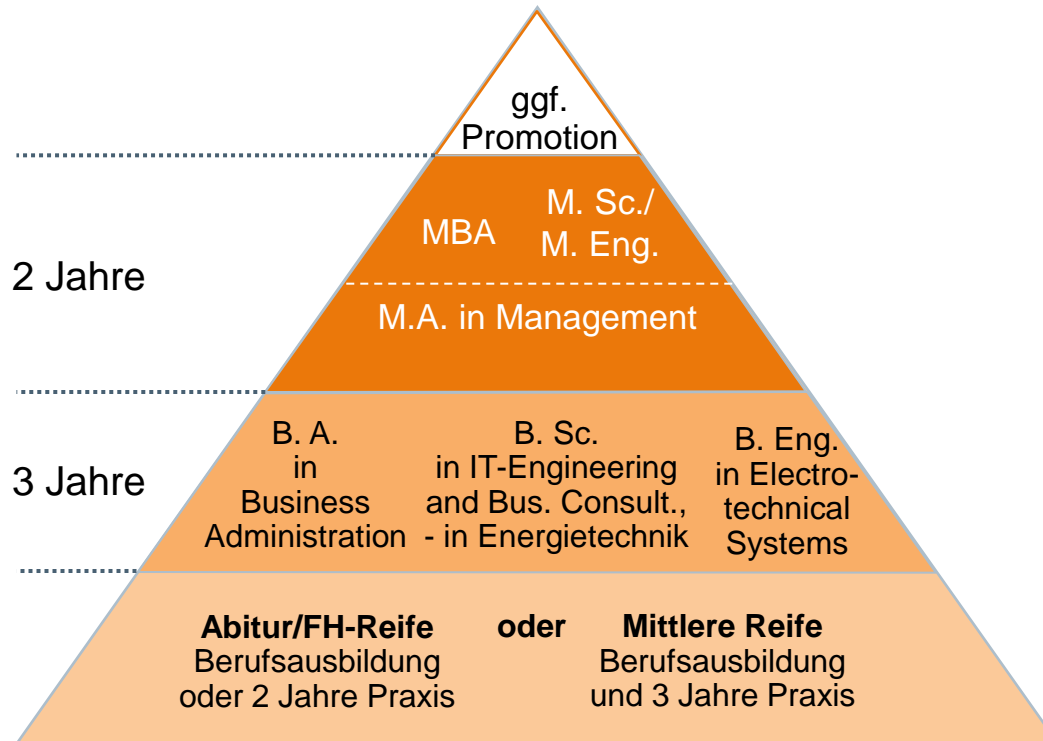 ggf.
Promotion
2 Jahre
MBA
M. Sc./
M. Eng.
M.A. in Management
3 Jahre
B. A.
in
Business
Administration
B. Sc.
in IT-Engineering
and Bus. Consult.,
- in Energietechnik
B. Eng.
in Electro-
technical
Systems
Abitur/FH-Reife
Berufsausbildung
oder 2 Jahre Praxis
oder
Mittlere Reife
Berufsausbildung
und 3 Jahre Praxis